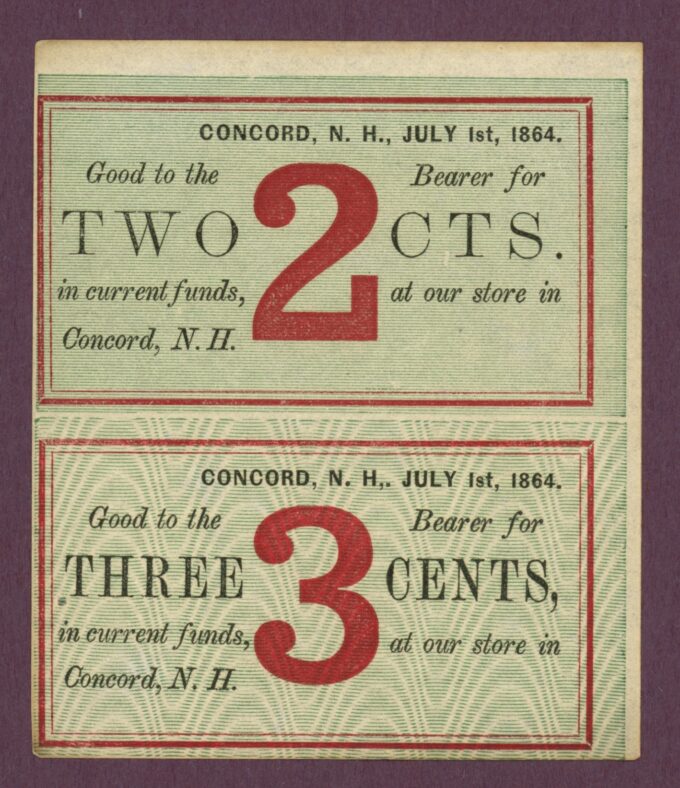 CONCORD, N. H., JULY 1st, 1864.
Good to the 2 Bearer for
TWO CTS.
in current funds, at our store in
Concord, N. H.
CONCORD, N. H,. JULY 1st, 1864.
Good to the 3 Bearer for
THREE CENTS,
in current funds, at our store in
Concord, N. H.